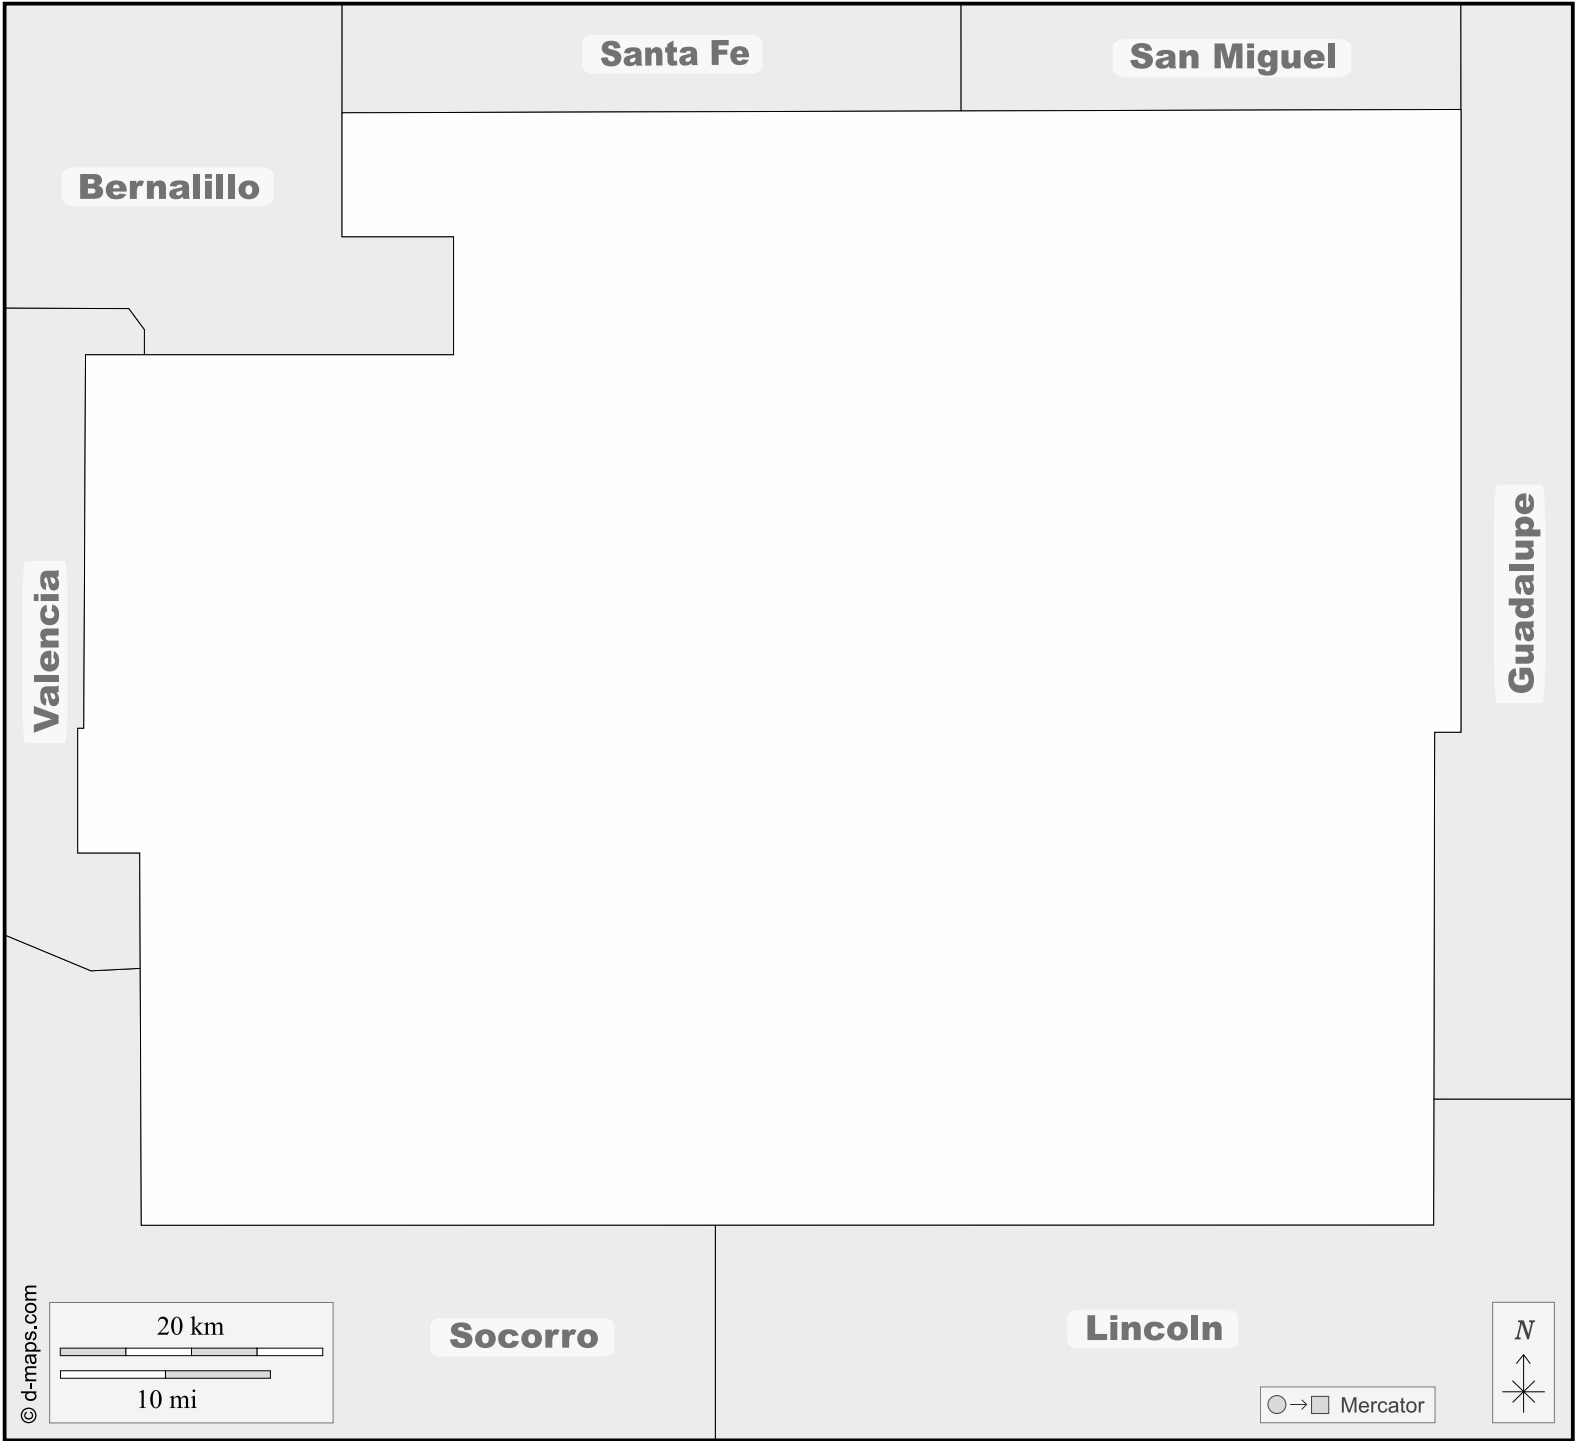 Santa Fe
San Miguel
Bernalillo
Valencia
Guadalupe
Socorro
Lincoln
© d-maps.com
20 km
10 mi
Mercator
N